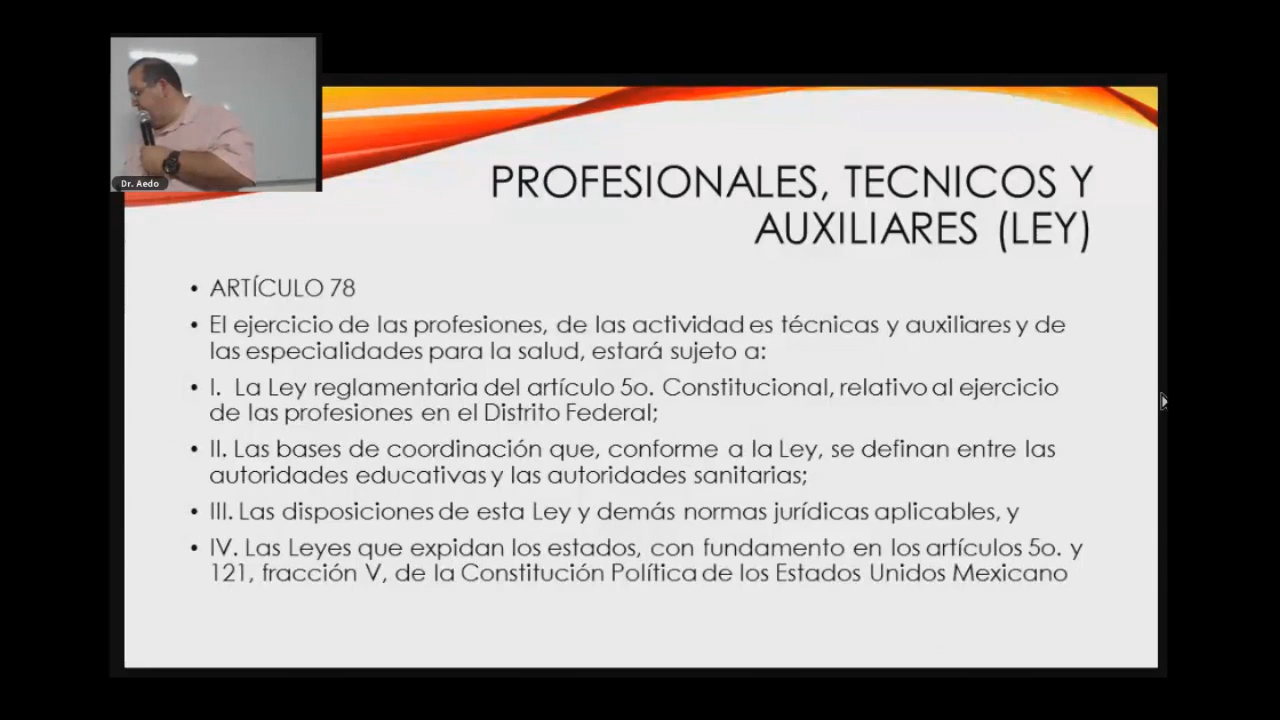 Dr. Aedo
PROFESIONALES, TECNICOS Y
AUXILIARES (LEY)
• ARTÍCULO 78
• El ejercicio de las profesiones, de las actividades técnicas y auxiliares y de
las especialidades para la salud, estará sujeto a:
• I. La Ley reglamentaria del artículo 5o. Constitucional, relativo al ejercicio
de las profesiones en el Distrito Federal;
• II. Las bases de coordinación que, conforme a la Ley, se definan entre las
autoridades educativas y las autoridades sanitarias;
• III. Las disposiciones de esta Ley y demás normas jurídicas aplicables, y
• IV. Las Leyes que expidan los estados, con fundamento en los artículos 5o. y
121, fracción V, de la Constitución Política de los Estados Unidos Mexicano